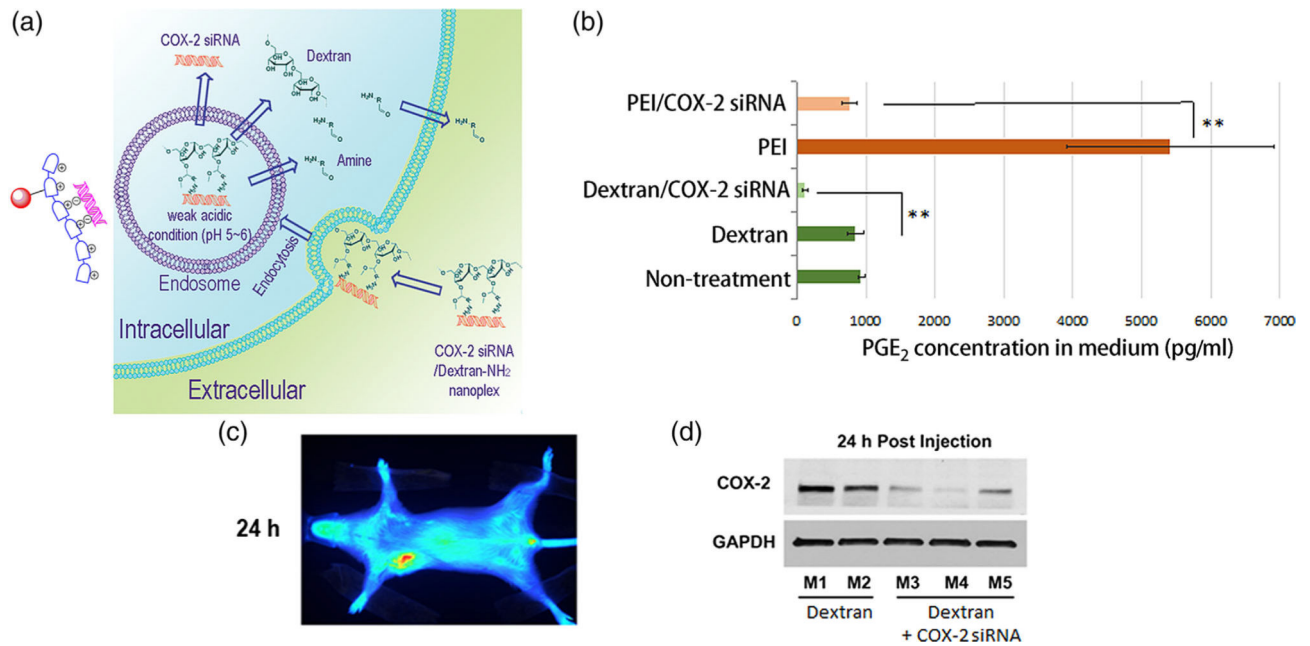 (a)
COX-2 siRNA
Dextran
Amine
weak acidic
condition (pH 5~6)
Endosome
Endocytosis
Intracellular
Extracellular
COX-2 siRNA
/Dextran-NH₂
nanoplex
(b)
PEI/COX-2 siRNA
PEI
Dextran/COX-2 siRNA
Dextran
Non-treatment
**
**
0 1000 2000 3000 4000 5000 6000 7000
PGE₂ concentration in medium (pg/ml)
(c)
24 h
(d)
24 h Post Injection
COX-2
GAPDH
M1 M2 M3 M4 M5
Dextran Dextran
+ COX-2 siRNA